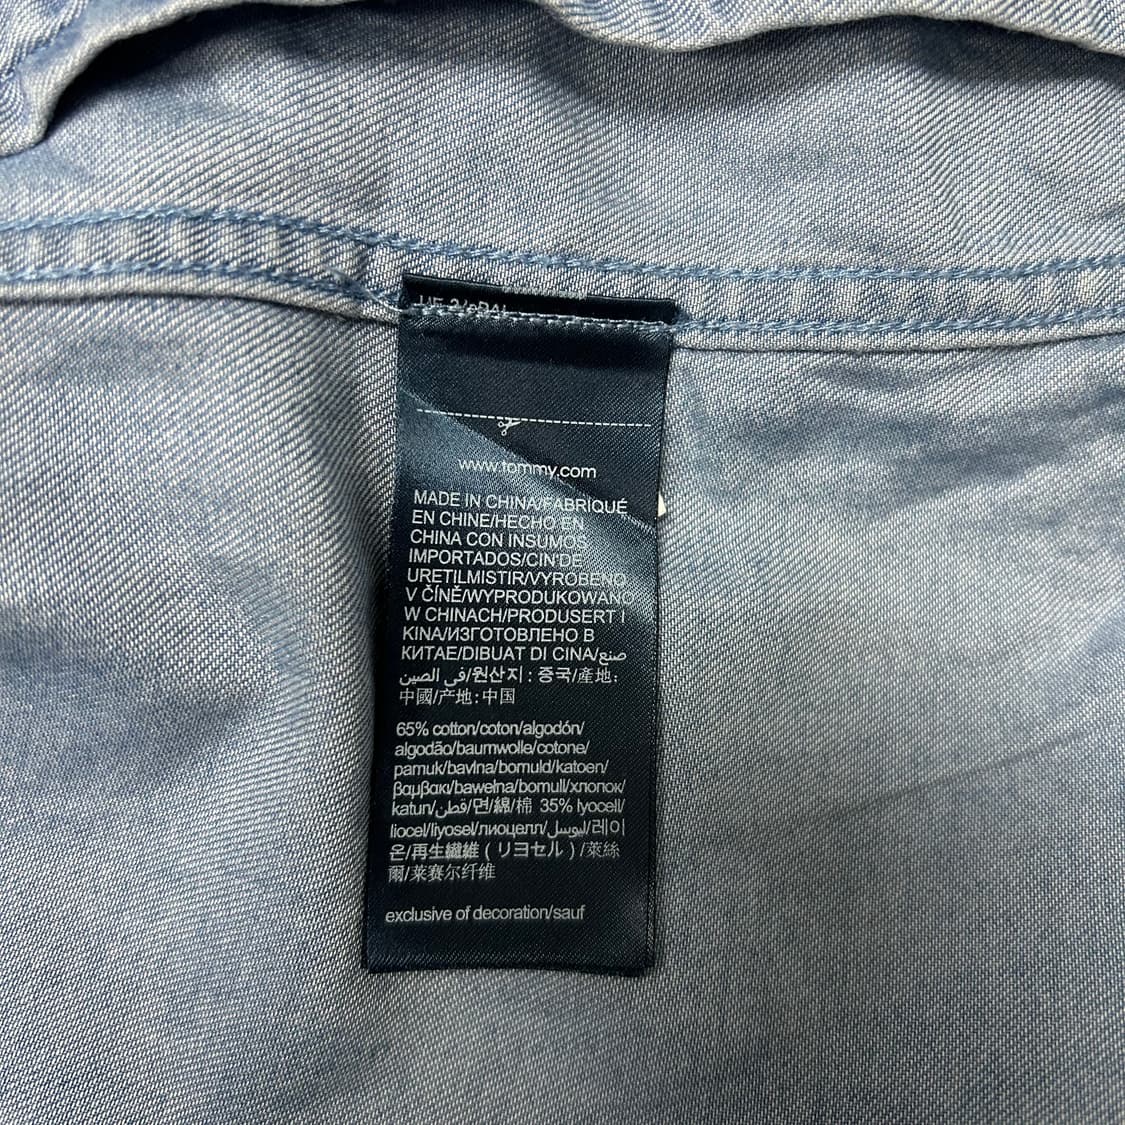 www.tommy.com
MADE IN CHINA/FABRIQUÉ
EN CHINE/HECHO EN
CHINA CON INSUMOS
IMPORTADOS/CIN'DE
URETILMISTIR/VYROBENO
V ČÍNĚ/WYPRODUKOWANO
W CHINACH/PRODUSERT I
KINA/ИЗГОТОВЛЕНО В
КИТАЕ/DIBUAT DI CINA/صنع
في الصين/원산지 : 중국/產地:
中國/产地:中国
65% cotton/coton/algodón/
algodão/baumwolle/cotone/
pamuk/bavlna/bomuld/katoen/
βαμβακι/bawełna/bomull/хлопок/
katun/قطن/면/綿/棉 35% lyocell/
liocel/liyosel/лиоцелл/ليوسل/레이
온/再生繊維 ( リヨセル ) /萊絲
爾/莱赛尔纤维
exclusive of decoration/sauf